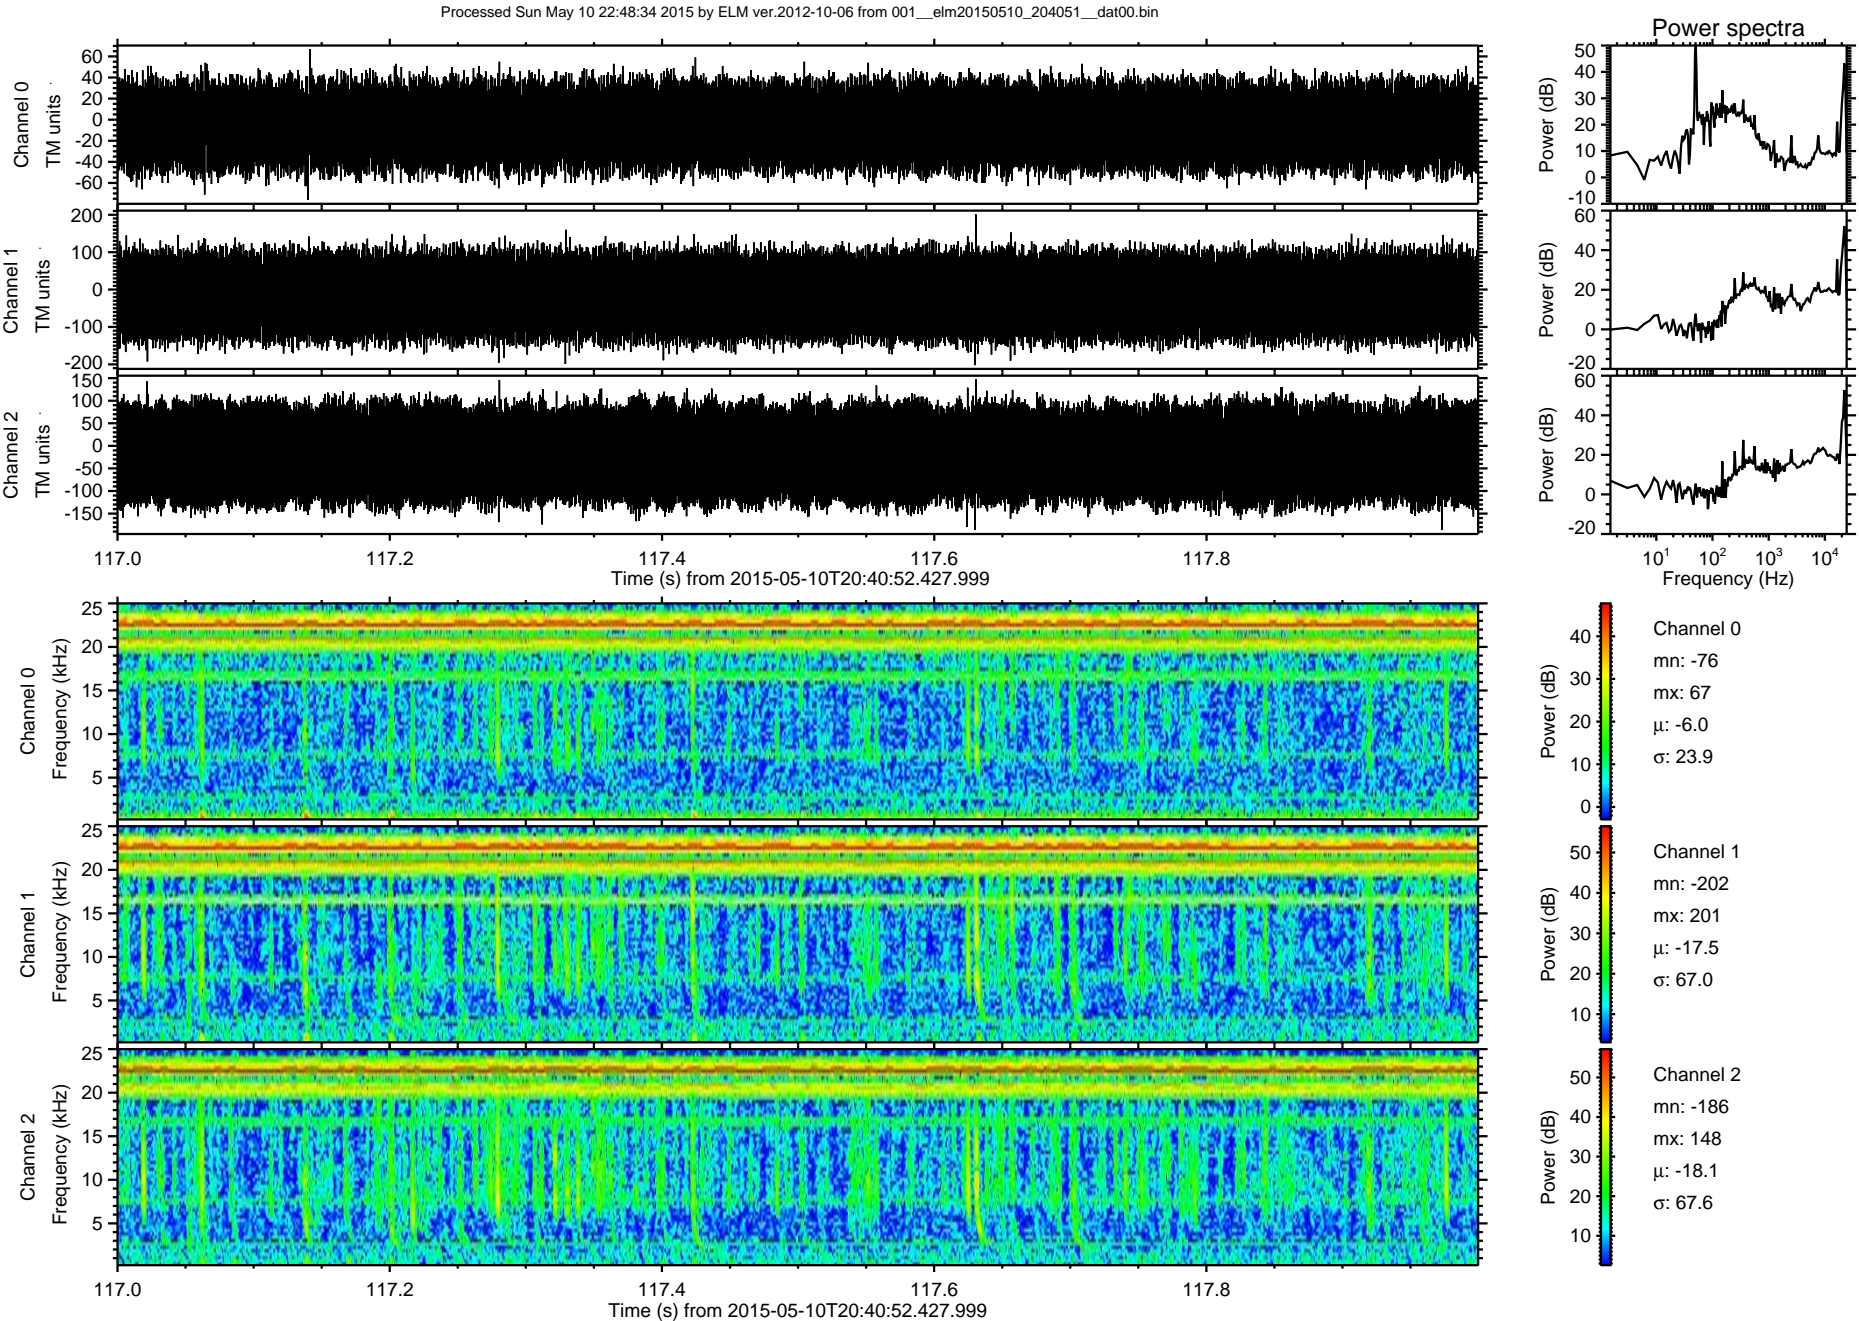 Processed Sun May 10 22:48:34 2015 by ELM ver.2012-10-06 from 001__elm20150510_204051__dat00.bin
Power spectra
Channel 0
TM units
60
40
20
0
-20
-40
-60
Power (dB)
50
40
30
20
10
0
-10
Channel 1
TM units
200
100
0
-100
-200
Power (dB)
60
40
20
0
-20
Channel 2
TM units
150
100
50
0
-50
-100
-150
Power (dB)
60
40
20
0
-20
117.0 117.2 117.4 117.6 117.8
Time (s) from 2015-05-10T20:40:52.427.999
10¹ 10² 10³ 10⁴
Frequency (Hz)
Channel 0
Frequency (kHz)
25
20
15
10
5
Power (dB)
40
30
20
10
0
Channel 0
mn: -76
mx: 67
μ: -6.0
σ: 23.9
Channel 1
Frequency (kHz)
25
20
15
10
5
Power (dB)
50
40
30
20
10
Channel 1
mn: -202
mx: 201
μ: -17.5
σ: 67.0
Channel 2
Frequency (kHz)
25
20
15
10
5
Power (dB)
50
40
30
20
10
Channel 2
mn: -186
mx: 148
μ: -18.1
σ: 67.6
117.0 117.2 117.4 117.6 117.8
Time (s) from 2015-05-10T20:40:52.427.999